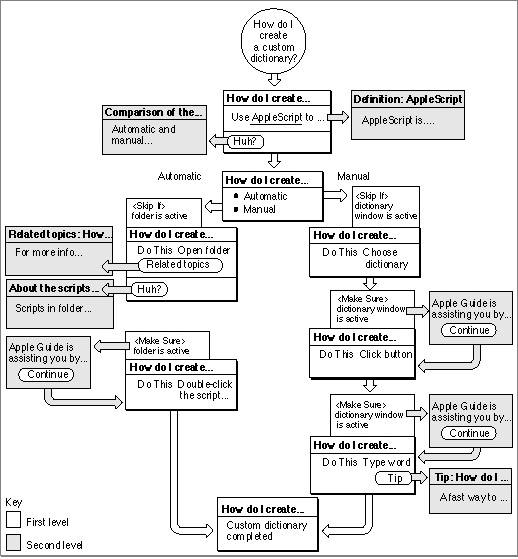 How do I
create
a custom
dictionary?
How do I create...
Use AppleScript to ...
Huh?
Definition: AppleScript
AppleScript is....
Comparison of the...
Automatic and
manual...
Automatic
Manual
How do I create...
• Automatic
• Manual
<Skip If>
folder is active
<Skip If>
dictionary
window is active
Related topics: How...
For more info...
How do I create...
Do This Open folder
Related topics
Huh?
How do I create...
Do This Choose
dictionary
About the scripts...
Scripts in folder...
<Make Sure>
dictionary window
is active
Apple Guide is
assisting you by...
Continue
Apple Guide is
assisting you by...
Continue
<Make Sure>
folder is active
How do I create...
Do This Click button
How do I create...
Do This Double-click
the script...
<Make Sure>
dictionary window
is active
Apple Guide is
assisting you by...
Continue
How do I create...
Do This Type word
Tip
Tip: How do I ...
A fast way to ...
Key
First level
Second level
How do I create...
Custom dictionary
completed